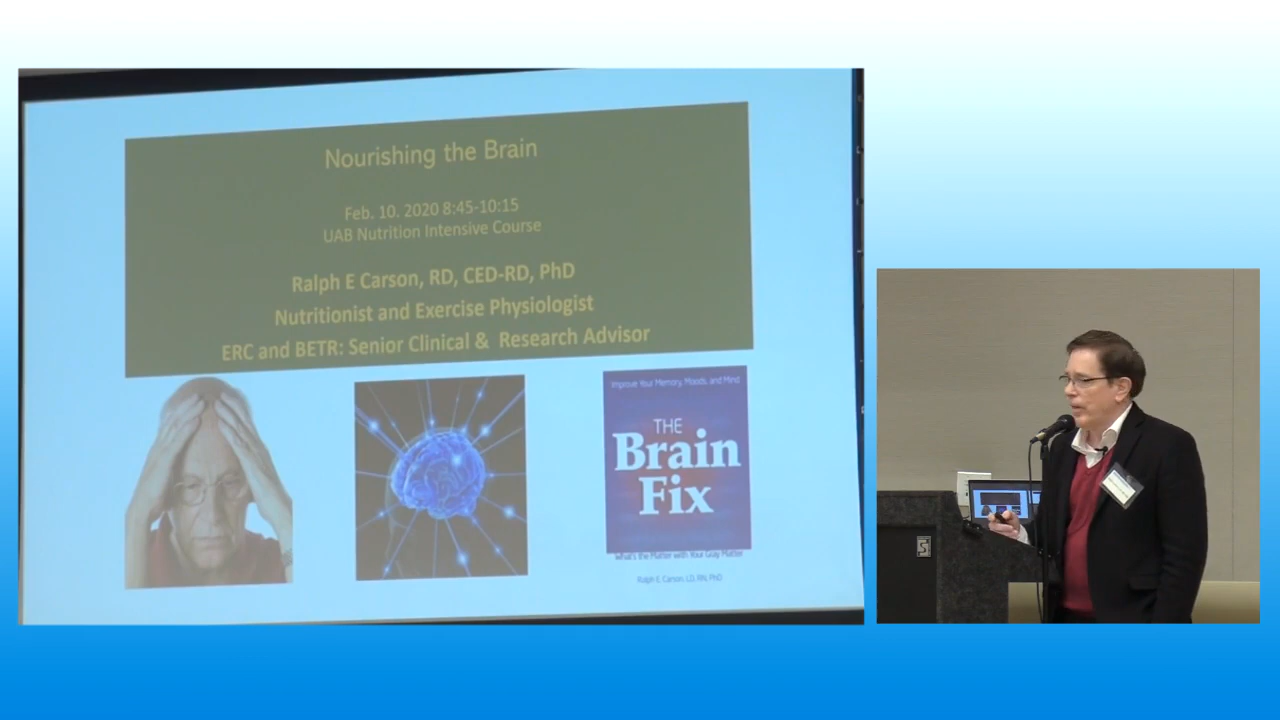 Nourishing the Brain
Feb. 10. 2020 8:45-10:15
UAB Nutrition Intensive Course
Ralph E Carson, RD, CED-RD, PhD
Nutritionist and Exercise Physiologist
ERC and BETR: Senior Clinical & Research Advisor
Improve Your Memory, Moods, and Mind
THE
Brain
Fix
What's the Matter with Your Gray Matter
Ralph E. Carson, LD, RN, PhD